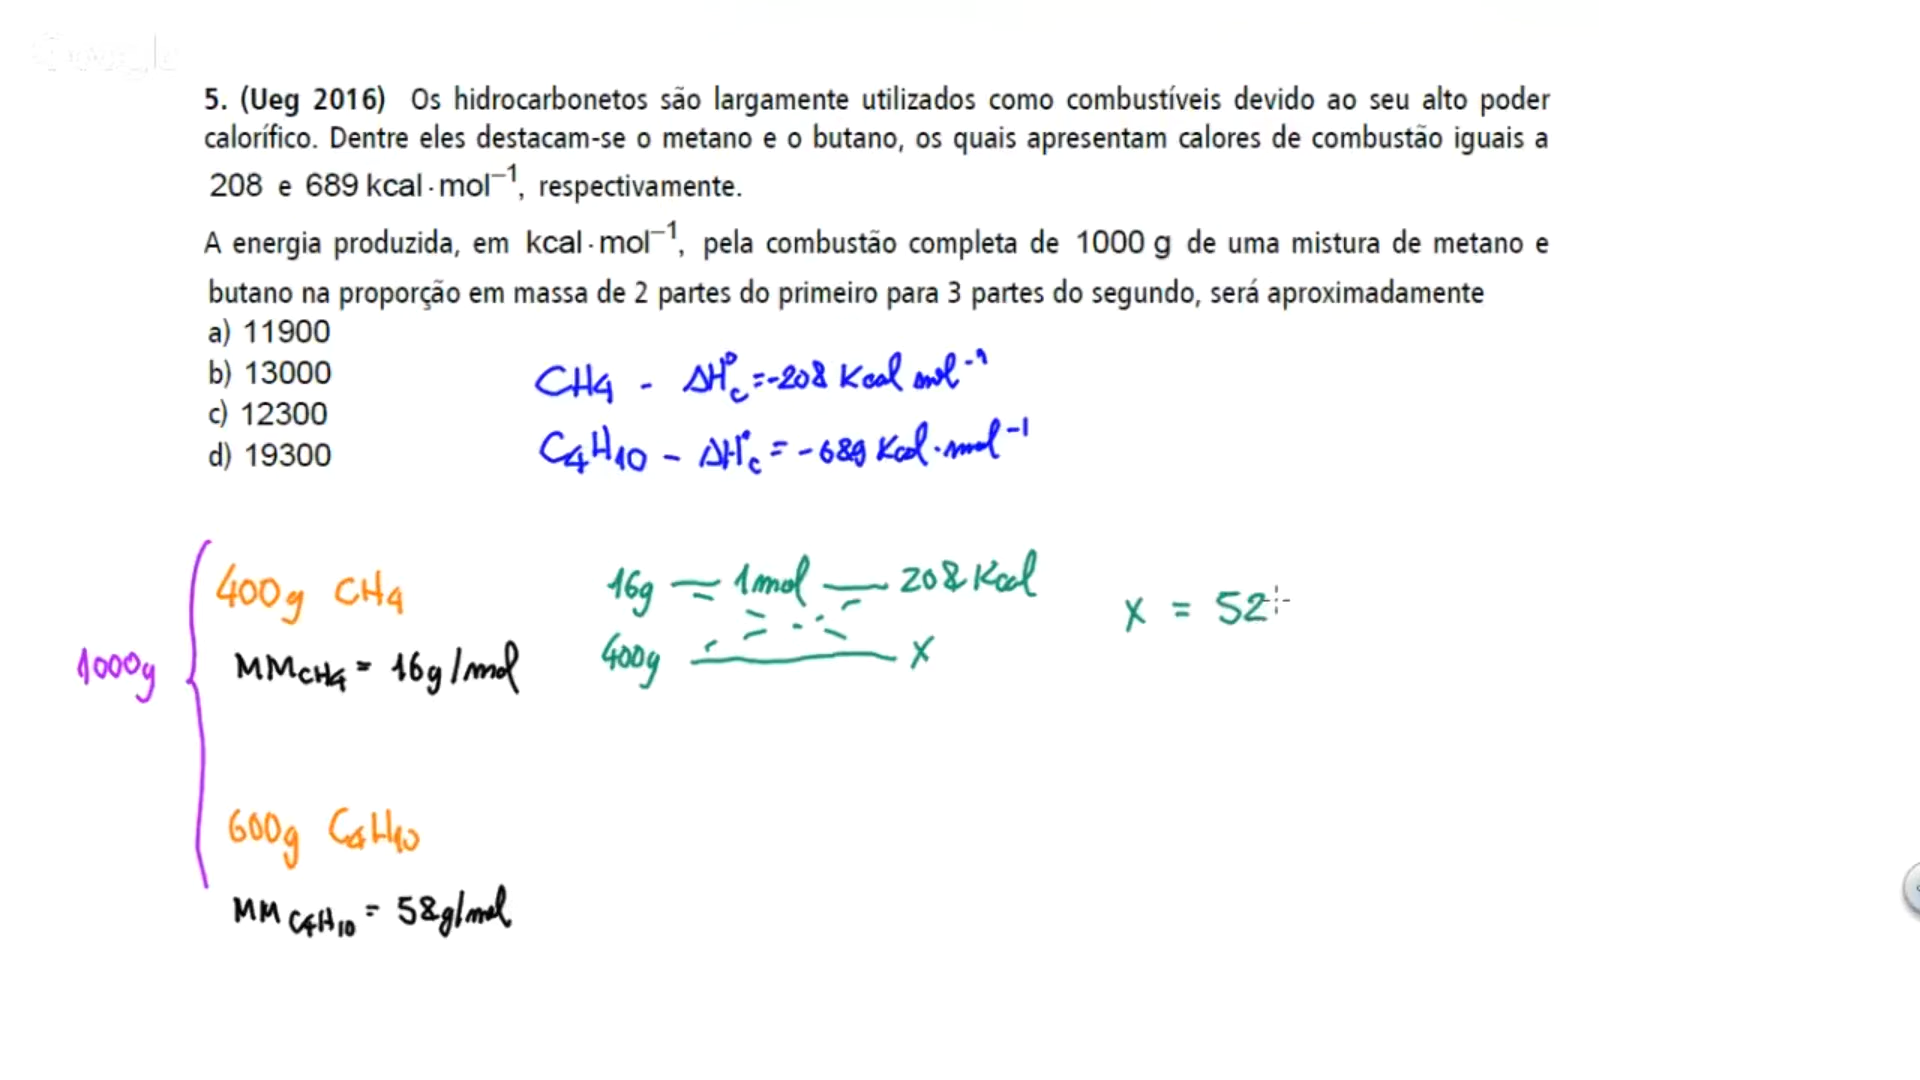 Google
5. (Ueg 2016) Os hidrocarbonetos são largamente utilizados como combustíveis devido ao seu alto poder
calorífico. Dentre eles destacam-se o metano e o butano, os quais apresentam calores de combustão iguais a
208 e 689 kcal·mol⁻¹, respectivamente.
A energia produzida, em kcal·mol⁻¹, pela combustão completa de 1000 g de uma mistura de metano e
butano na proporção em massa de 2 partes do primeiro para 3 partes do segundo, será aproximadamente
a) 11900
b) 13000
c) 12300
d) 19300
CH4 - ΔH°c = -208 Kcal mol⁻¹
C4H10 - ΔH°c = -689 Kcal·mol⁻¹
1000g
400g CH4
MM CH4 = 16g/mol
16g — 1mol — 208 Kcal
400g — x
x = 52
600g C4H10
MM C4H10 = 58g/mol